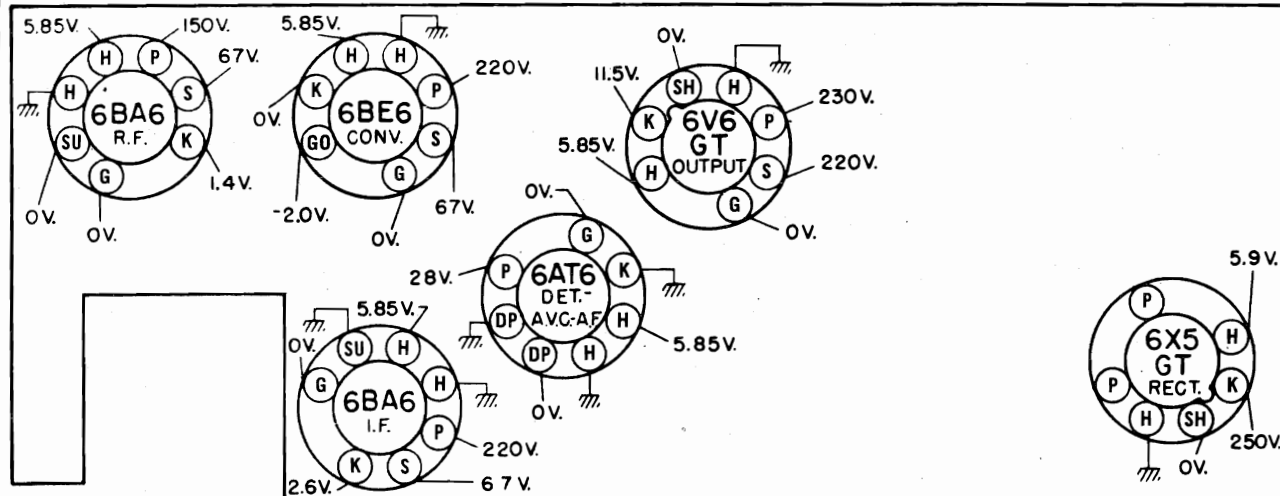 5.85V.
150V.
67V.
H
P
H
S
6BA6
R.F.
SU
K
G
1.4V.
0V.
0V.
5.85V.
H
H
220V.
K
P
6BE6
CONV.
0V.
GO
S
G
-2.0V.
67V.
0V.
0V.
11.5V.
SH
H
230V.
K
P
6V6
GT
OUTPUT
5.85V.
H
S
220V.
G
0V.
0V.
G
28V.
P
K
6AT6
DET.-
A.V.C.-A.F.
DP
H
5.85V.
DP
H
0V.
5.85V.
0V.
SU
H
G
H
6BA6
I.F.
P
220V.
K
S
2.6V.
67V.
5.9V.
P
H
6X5
GT
RECT.
P
K
H
SH
250V.
0V.